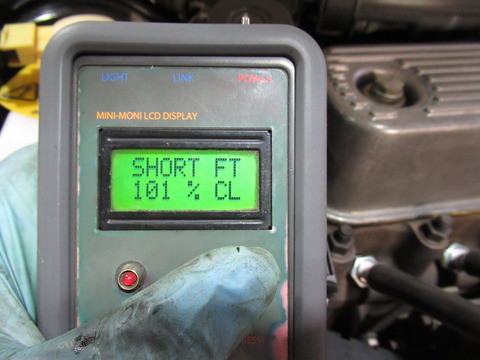 LIGHT LINK POWER
MINI-MONI LCD DISPLAY
SHORT FT
101 % CL